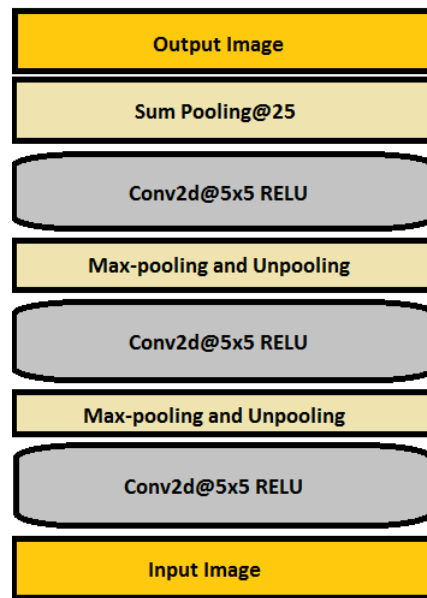 Output Image
Sum Pooling@25
Conv2d@5x5 RELU
Max-pooling and Unpooling
Conv2d@5x5 RELU
Max-pooling and Unpooling
Conv2d@5x5 RELU
Input Image